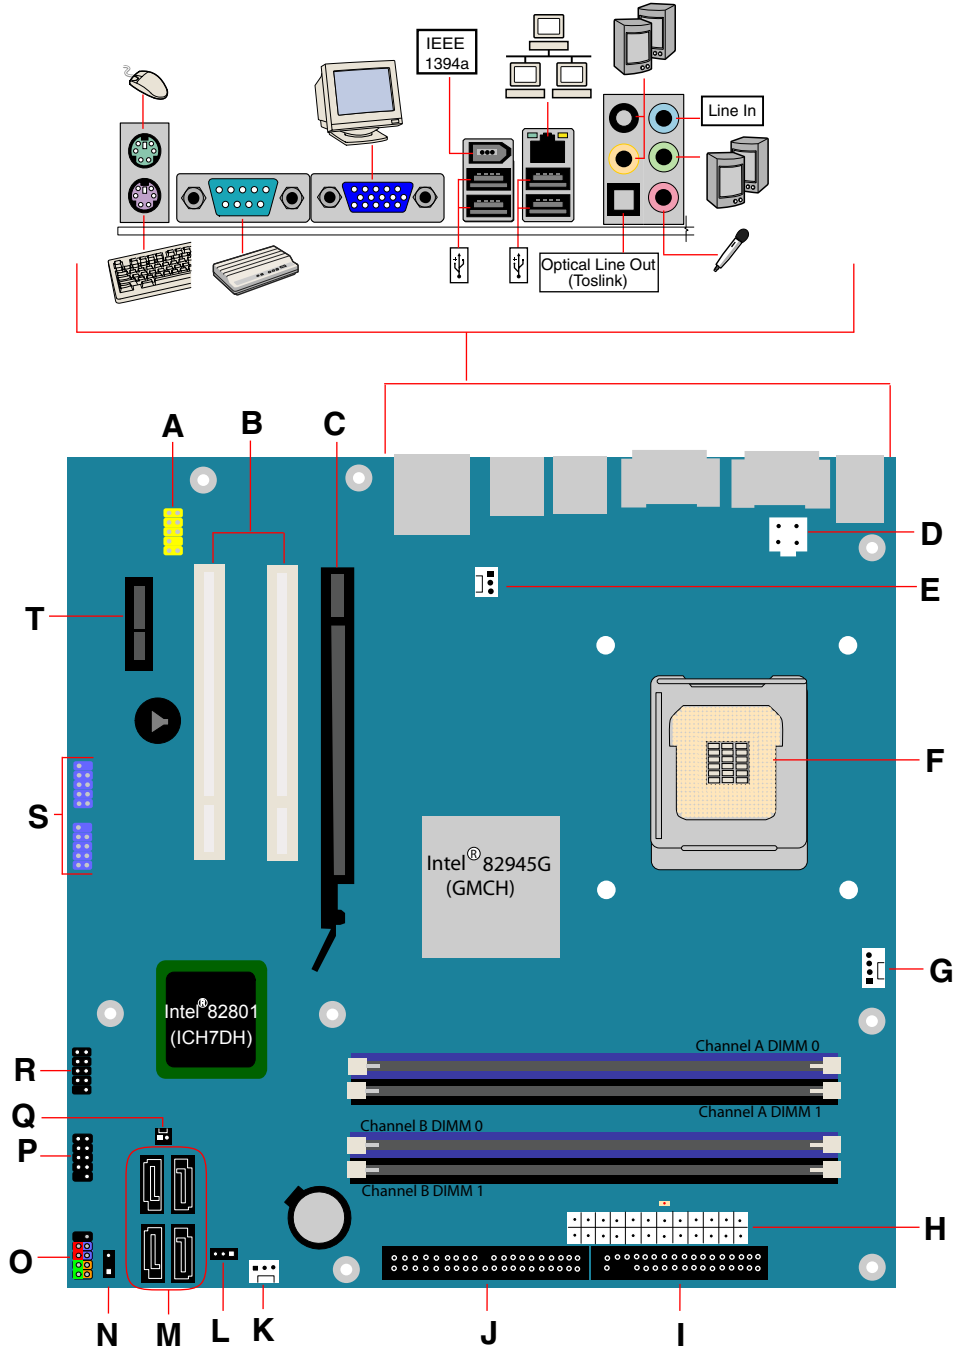 IEEE
1394a
Line In
Optical Line Out
(Toslink)
A
B
C
D
E
T
F
S
Intel® 82945G
(GMCH)
G
Intel® 82801
(ICH7DH)
Channel A DIMM 0
R
Channel A DIMM 1
Q
Channel B DIMM 0
P
Channel B DIMM 1
H
O
N
M
L
K
J
I